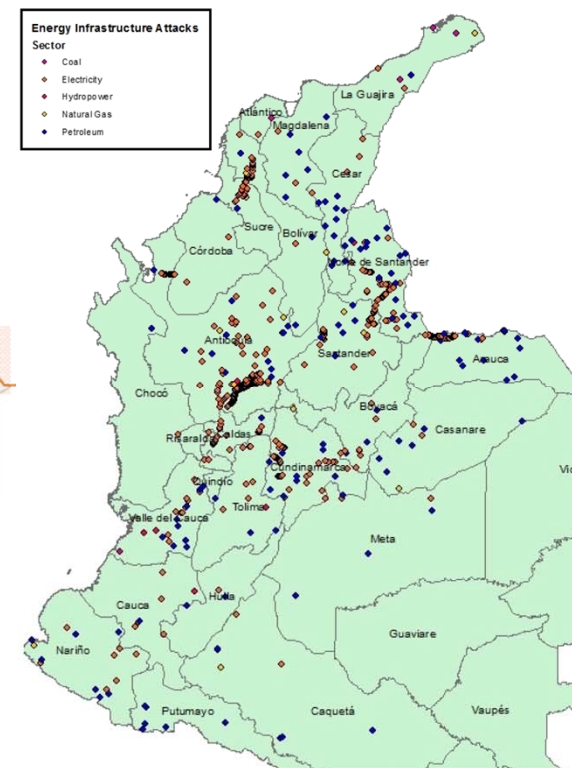 Energy Infrastructure Attacks
Sector
Coal
Electricity
Hydropower
Natural Gas
Petroleum
La Guajira
Atlántico
Magdalena
Cesar
Sucre
Bolívar
Córdoba
Norte de Santander
Antioquia
Santander
Arauca
Chocó
Boyacá
Casanare
Risaralda
Caldas
Cundinamarca
Quindío
Tolima
Valle del Cauca
Meta
Cauca
Huila
Guaviare
Nariño
Putumayo
Caquetá
Vaupés